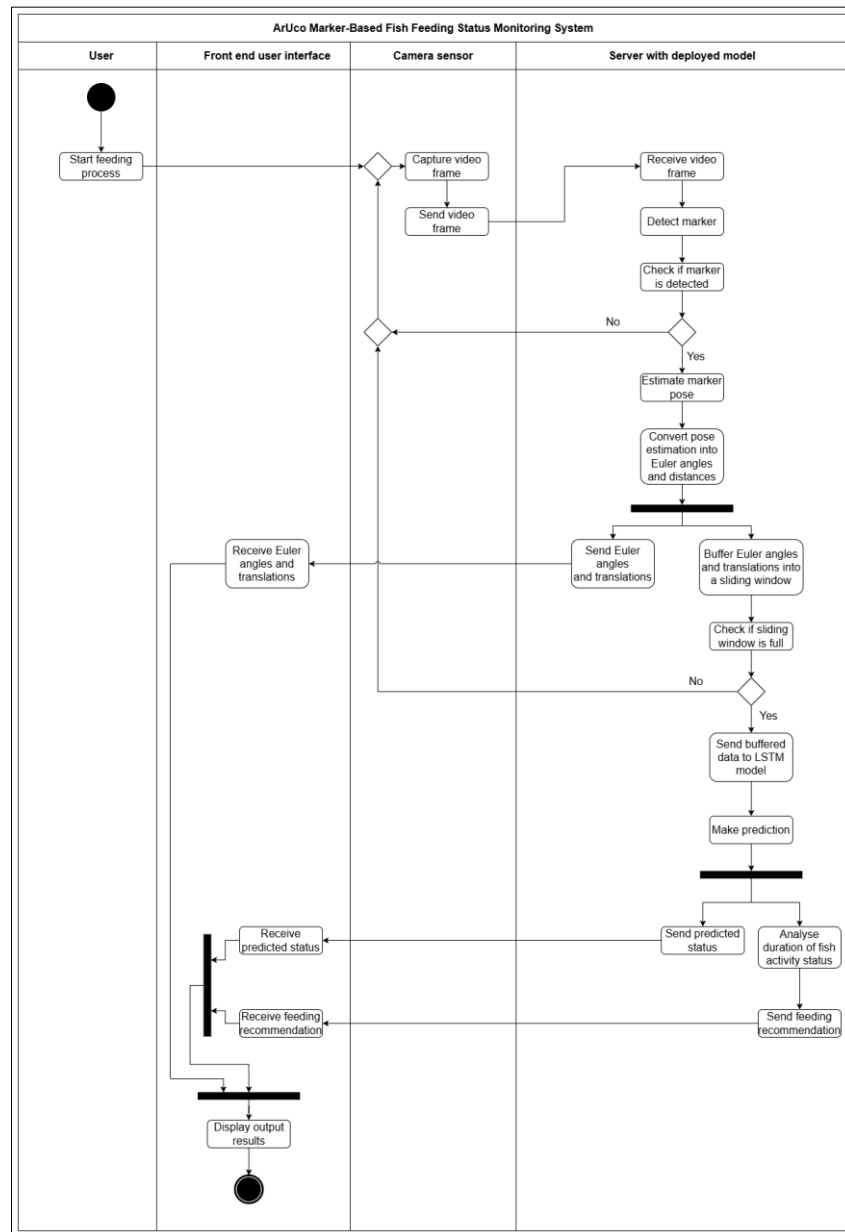 ArUco Marker-Based Fish Feeding Status Monitoring System
User
Front end user interface
Camera sensor
Server with deployed model
Start feeding
process
Capture video
frame
Receive video
frame
Send video
frame
Detect marker
Check if marker
is detected
No
Yes
Estimate marker
pose
Convert pose
estimation into
Euler angles
and distances
Receive Euler
angles and
translations
Send Euler
angles
and translations
Buffer Euler angles
and translations into
a sliding window
Check if sliding
window is full
No
Yes
Send buffered
data to LSTM
model
Make prediction
Receive
predicted status
Send predicted
status
Analyse
duration of fish
activity status
Receive feeding
recommendation
Send feeding
recommendation
Display output
results